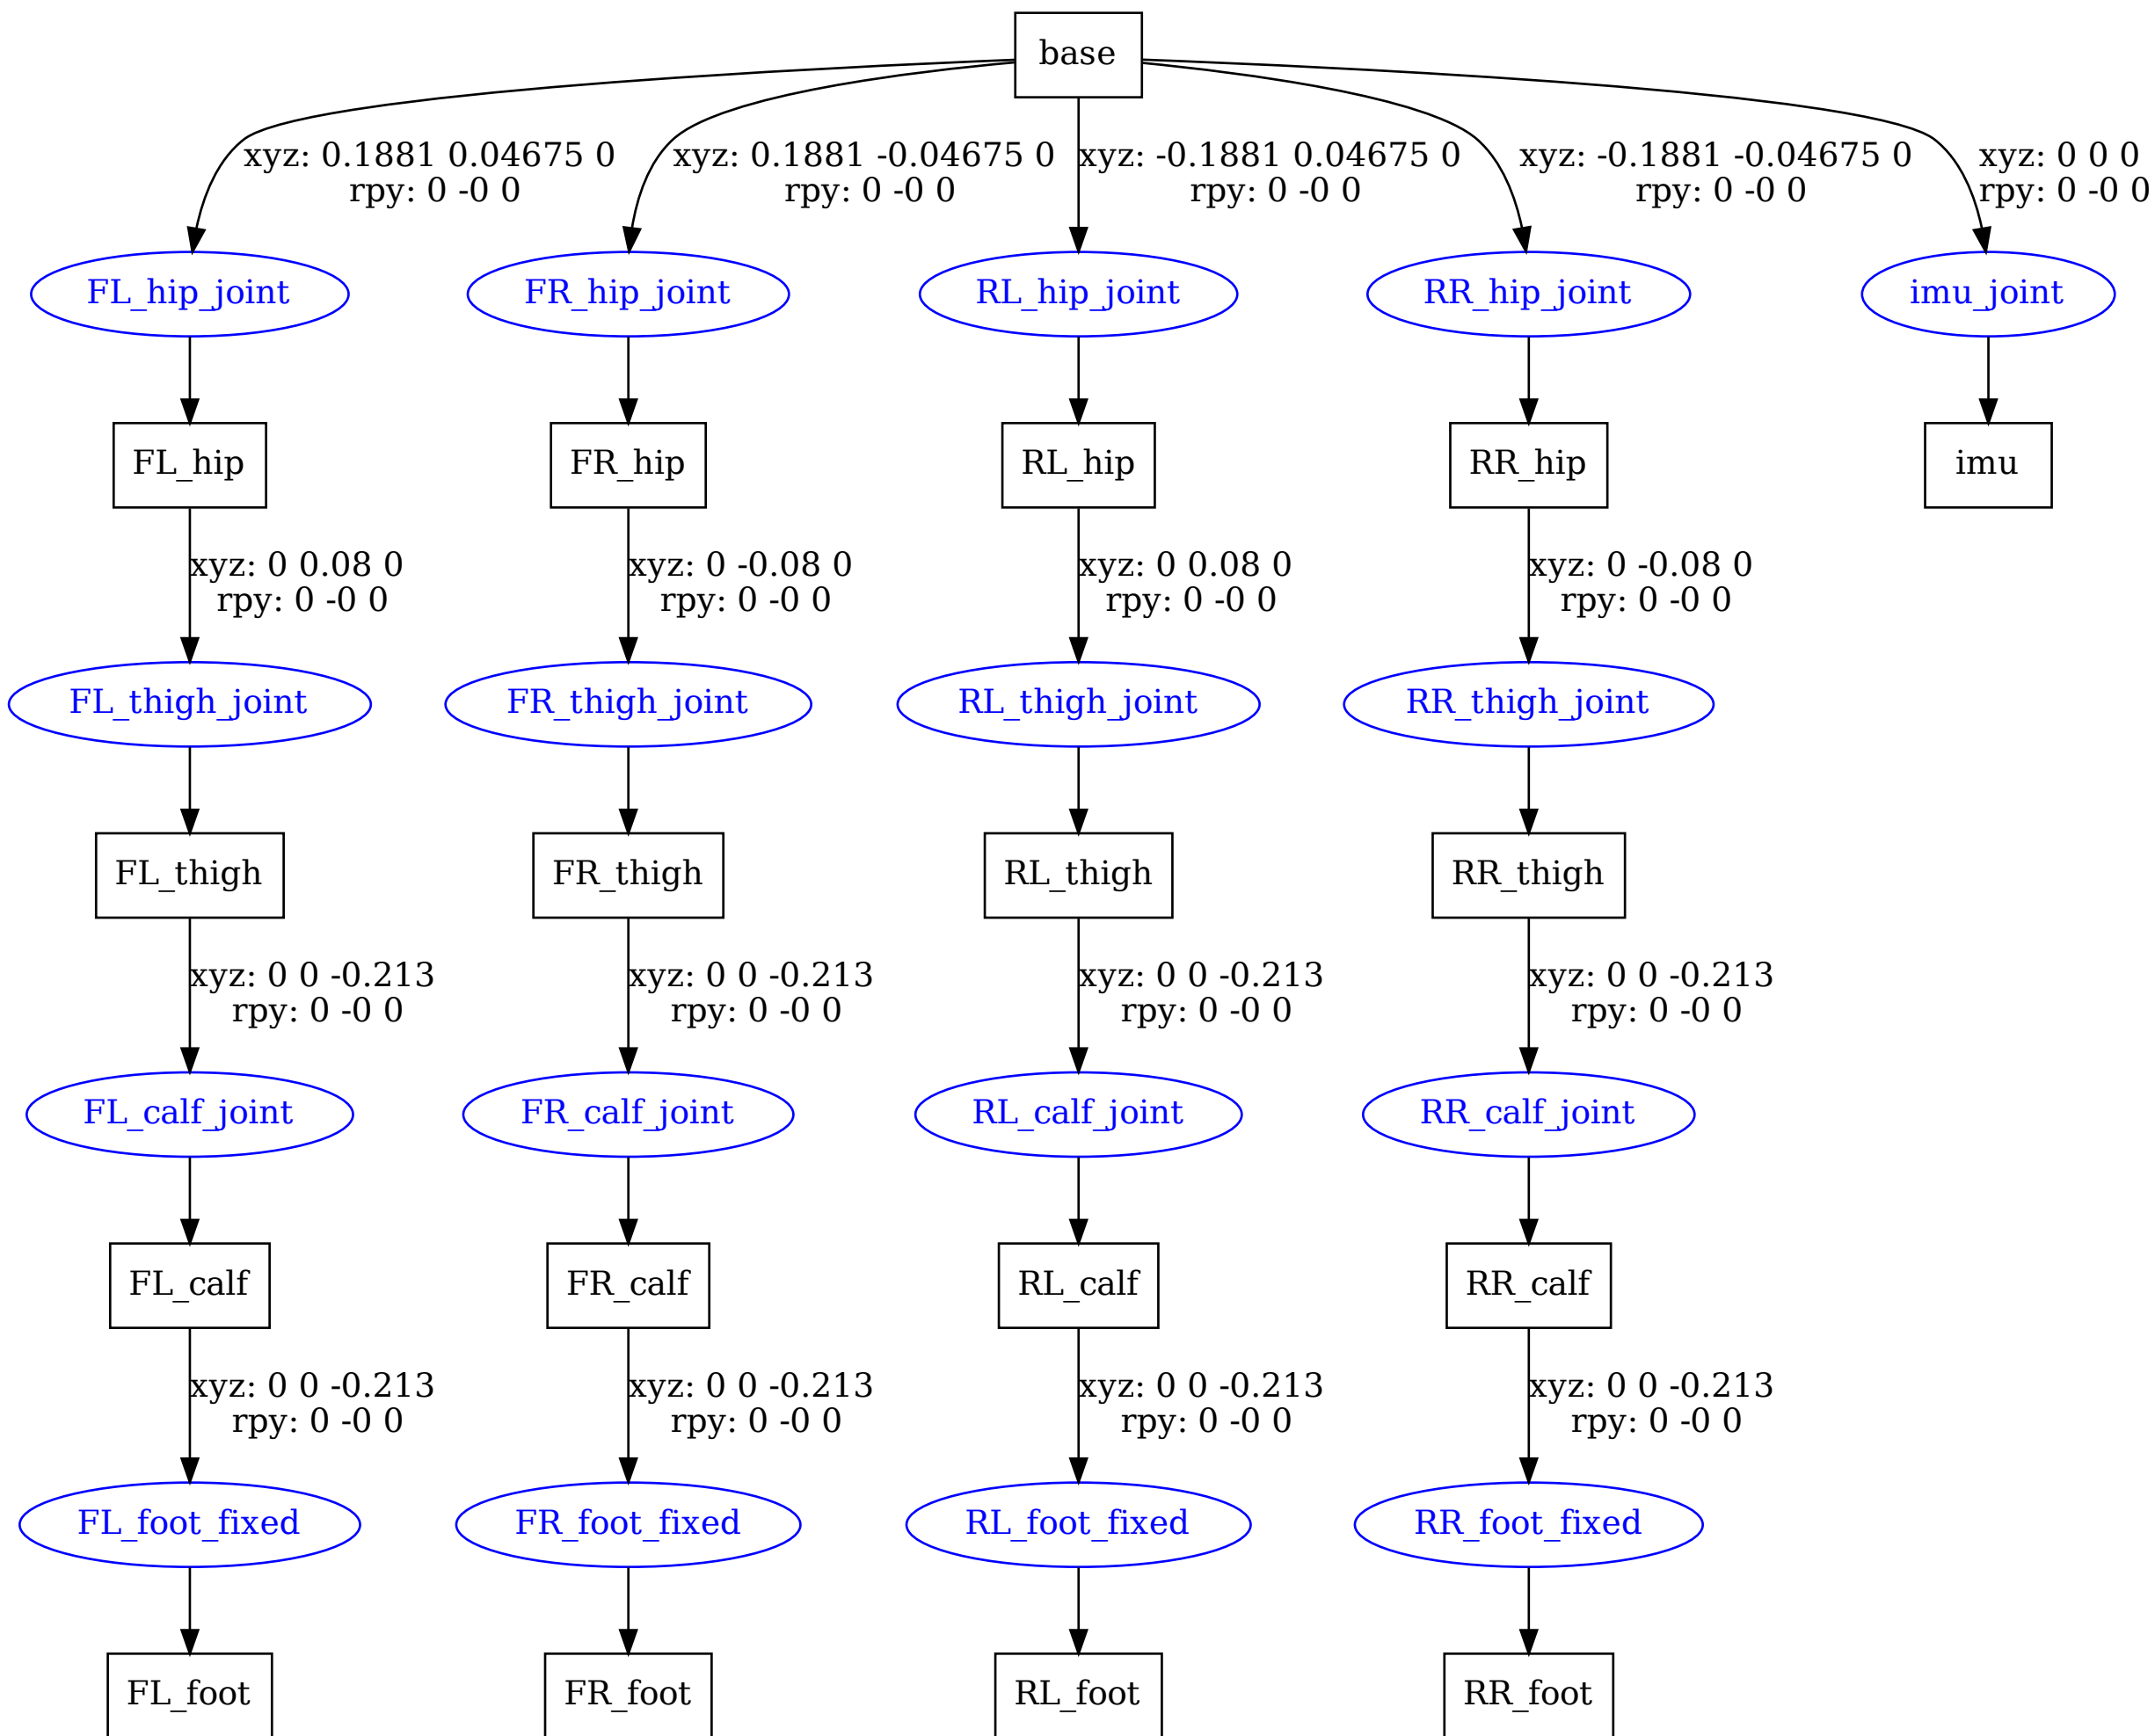 base
xyz: 0.1881 0.04675 0
rpy: 0 -0 0
xyz: 0.1881 -0.04675 0
rpy: 0 -0 0
xyz: -0.1881 0.04675 0
rpy: 0 -0 0
xyz: -0.1881 -0.04675 0
rpy: 0 -0 0
xyz: 0 0 0
rpy: 0 -0 0
FL_hip_joint
FR_hip_joint
RL_hip_joint
RR_hip_joint
imu_joint
FL_hip
FR_hip
RL_hip
RR_hip
imu
xyz: 0 0.08 0
rpy: 0 -0 0
xyz: 0 -0.08 0
rpy: 0 -0 0
xyz: 0 0.08 0
rpy: 0 -0 0
xyz: 0 -0.08 0
rpy: 0 -0 0
FL_thigh_joint
FR_thigh_joint
RL_thigh_joint
RR_thigh_joint
FL_thigh
FR_thigh
RL_thigh
RR_thigh
xyz: 0 0 -0.213
rpy: 0 -0 0
xyz: 0 0 -0.213
rpy: 0 -0 0
xyz: 0 0 -0.213
rpy: 0 -0 0
xyz: 0 0 -0.213
rpy: 0 -0 0
FL_calf_joint
FR_calf_joint
RL_calf_joint
RR_calf_joint
FL_calf
FR_calf
RL_calf
RR_calf
xyz: 0 0 -0.213
rpy: 0 -0 0
xyz: 0 0 -0.213
rpy: 0 -0 0
xyz: 0 0 -0.213
rpy: 0 -0 0
xyz: 0 0 -0.213
rpy: 0 -0 0
FL_foot_fixed
FR_foot_fixed
RL_foot_fixed
RR_foot_fixed
FL_foot
FR_foot
RL_foot
RR_foot